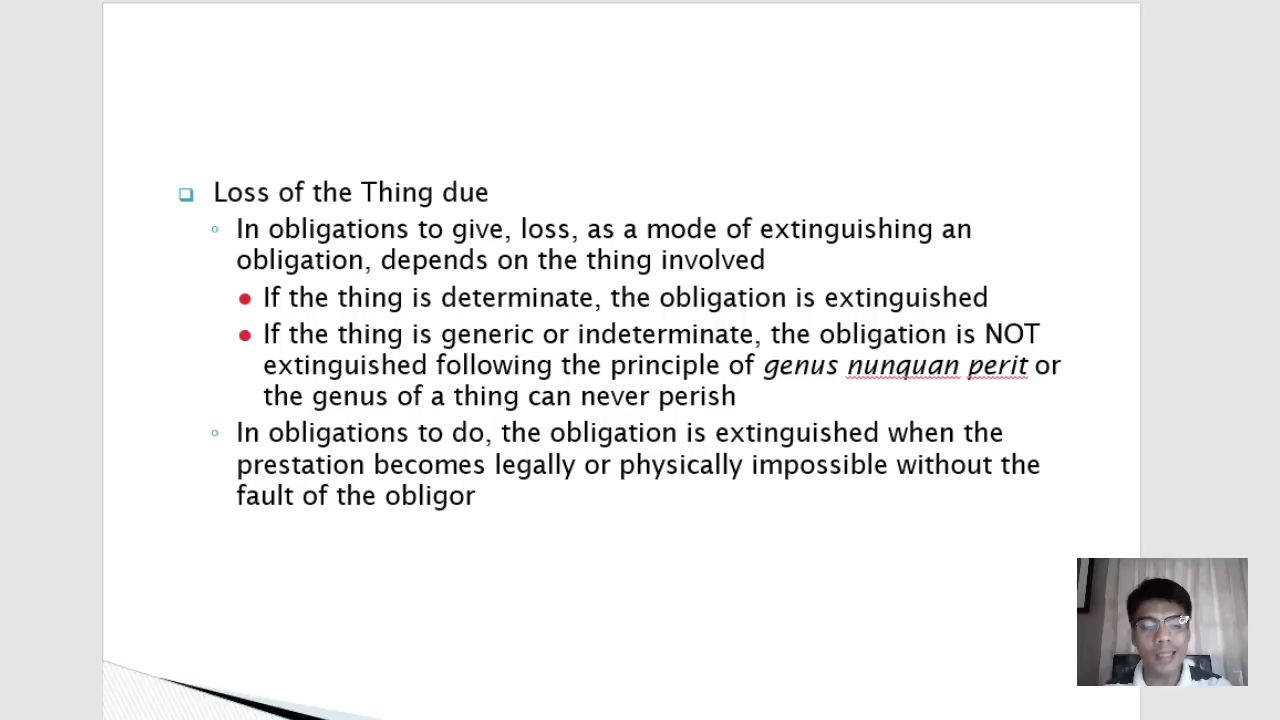 Loss of the Thing due
In obligations to give, loss, as a mode of extinguishing an
obligation, depends on the thing involved
If the thing is determinate, the obligation is extinguished
If the thing is generic or indeterminate, the obligation is NOT
extinguished following the principle of genus nunquan perit or
the genus of a thing can never perish
In obligations to do, the obligation is extinguished when the
prestation becomes legally or physically impossible without the
fault of the obligor